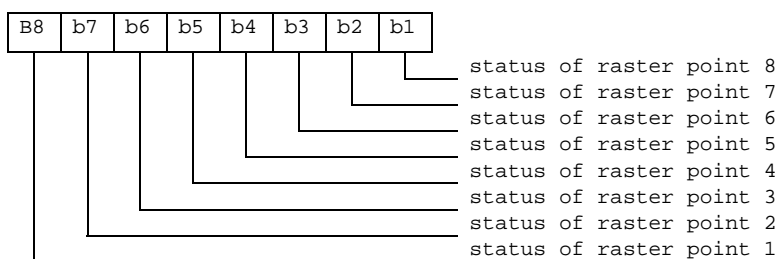 B8 b7 b6 b5 b4 b3 b2 b1
status of raster point 8
status of raster point 7
status of raster point 6
status of raster point 5
status of raster point 4
status of raster point 3
status of raster point 2
status of raster point 1